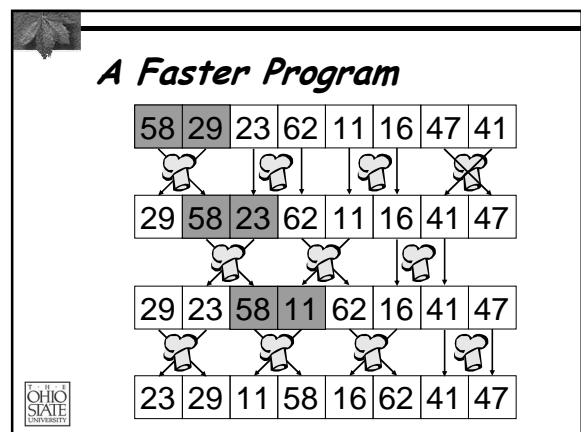 A Faster Program
58 29 23 62 11 16 47 41
29 58 23 62 11 16 41 47
29 23 58 11 62 16 41 47
23 29 11 58 16 62 41 47
T · H · E
OHIO
STATE
UNIVERSITY